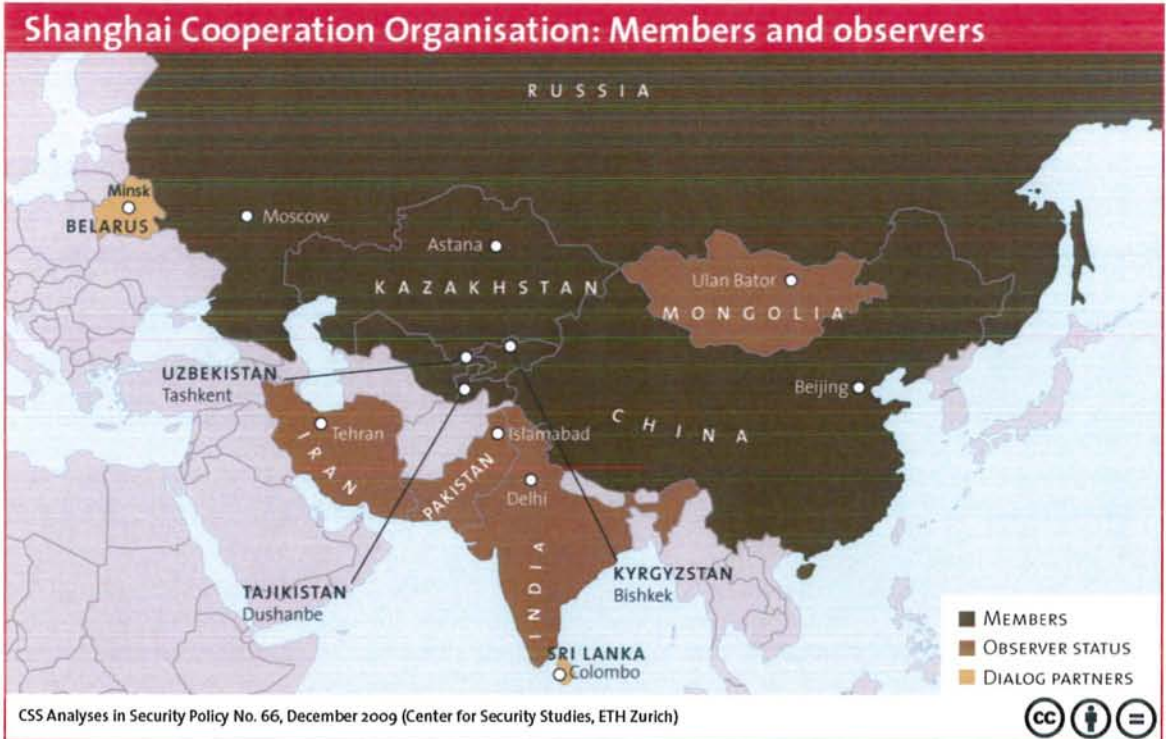 Shanghai Cooperation Organisation: Members and observers
RUSSIA
Minsk
BELARUS
Moscow
Astana
KAZAKHSTAN
Ulan Bator
MONGOLIA
UZBEKISTAN
Tashkent
Beijing
CHINA
Tehran
IRAN
Islamabad
PAKISTAN
Delhi
INDIA
KYRGYZSTAN
Bishkek
TAJIKISTAN
Dushanbe
SRI LANKA
Colombo
MEMBERS
OBSERVER STATUS
DIALOG PARTNERS
CSS Analyses in Security Policy No. 66, December 2009 (Center for Security Studies, ETH Zurich)
cc